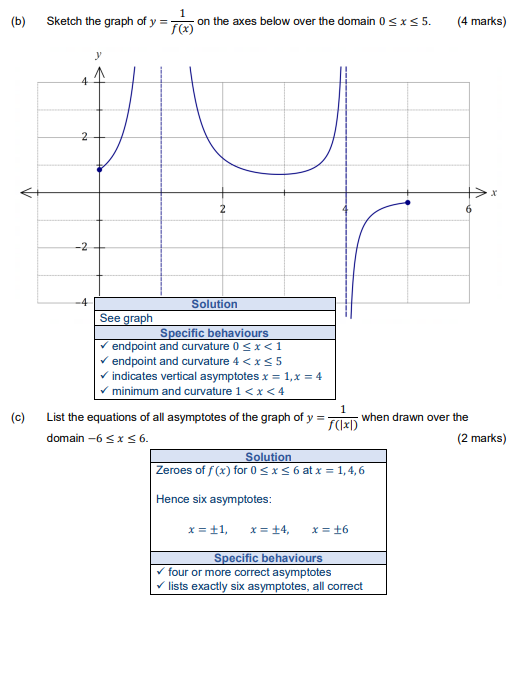 (b) Sketch the graph of y = 1/f(x) on the axes below over the domain 0 ≤ x ≤ 5. (4 marks)
y
4
2
2
4
6
x
-2
-4
Solution
See graph
Specific behaviours
✓ endpoint and curvature 0 ≤ x < 1
✓ endpoint and curvature 4 < x ≤ 5
✓ indicates vertical asymptotes x = 1, x = 4
✓ minimum and curvature 1 < x < 4
(c) List the equations of all asymptotes of the graph of y = 1/f(|x|) when drawn over the
domain −6 ≤ x ≤ 6. (2 marks)
Solution
Zeroes of f(x) for 0 ≤ x ≤ 6 at x = 1, 4, 6
Hence six asymptotes:
x = ±1, x = ±4, x = ±6
Specific behaviours
✓ four or more correct asymptotes
✓ lists exactly six asymptotes, all correct